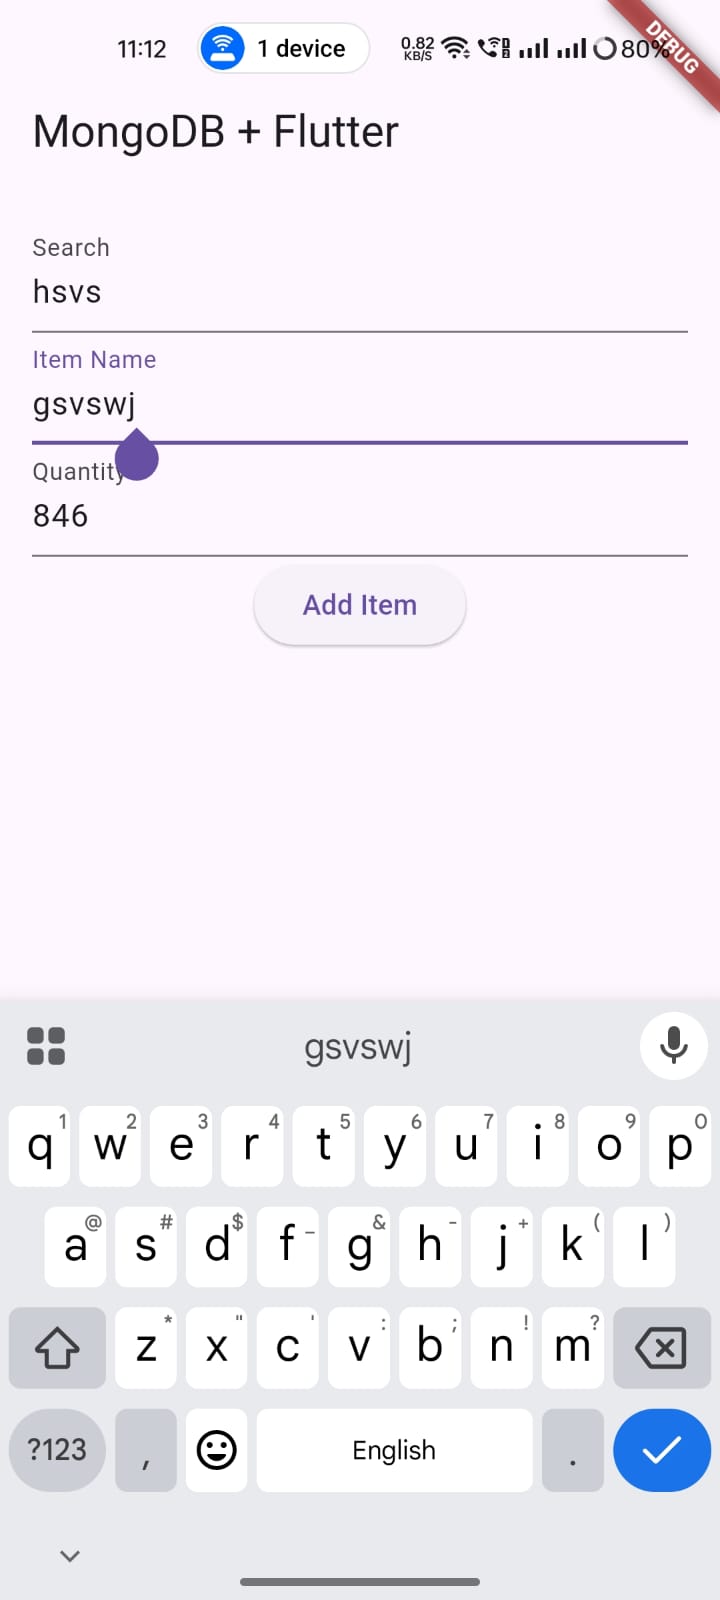 11:12 1 device 0.82 KB/S 80%
DEBUG
MongoDB + Flutter
Search
hsvs
Item Name
gsvswj
Quantity
846
Add Item
gsvswj
q 1 w 2 e 3 r 4 t 5 y 6 u 7 i 8 o 9 p 0
a @ s # d $ f _ g & h - j + k ( l )
z * x " c ' v : b ; n ! m ?
?123 , English .